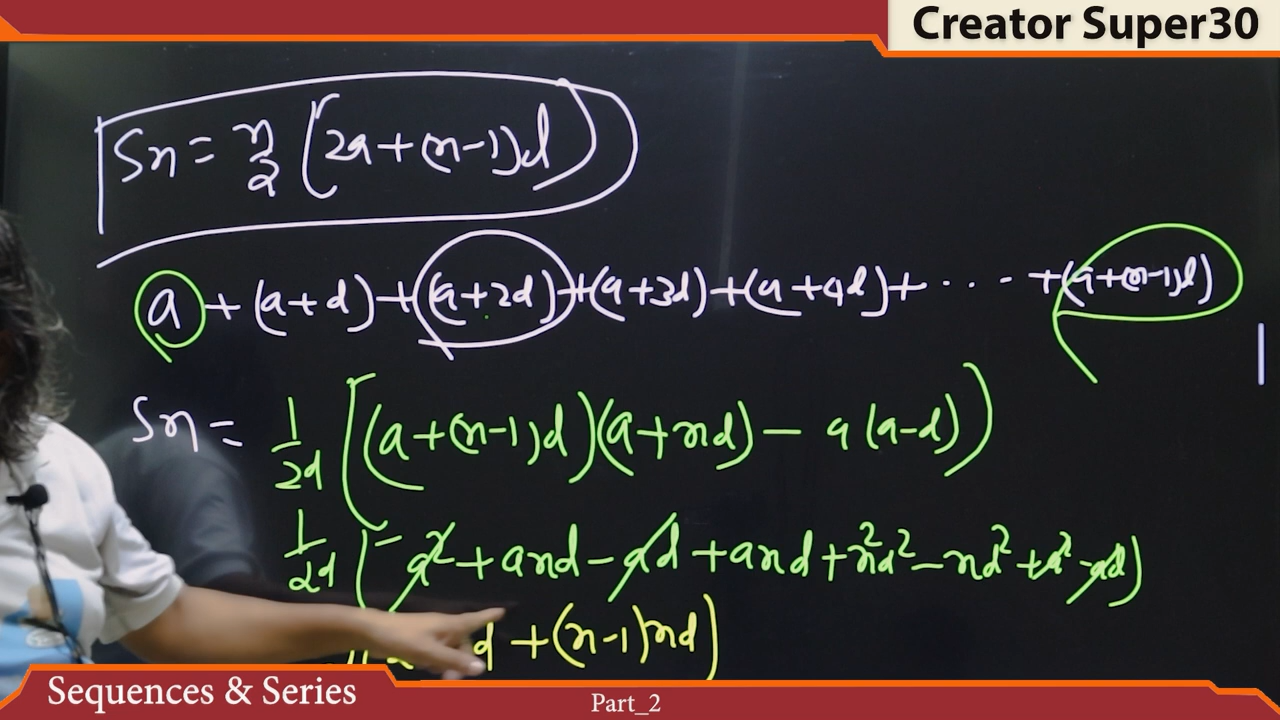 Creator Super30
Sn = n/2 (2a+(n-1)d)
a + (a+d)+(a+2d)+(a+3d)+(a+4d)+ . . . - +(a+(n-1)d)
Sn = 1/2d [(a+(n-1)d)(a+nd) - a(a-d))
1/2d (- a²+and-ad+and+n²d²-nd²+a²-ad)
d +(n-1)nd)
Sequences & Series
Part_2